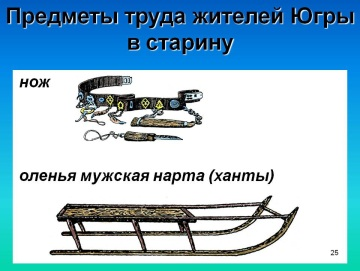 Предметы труда жителей Югры
в старину
нож
оленья мужская нарта (ханты)
25